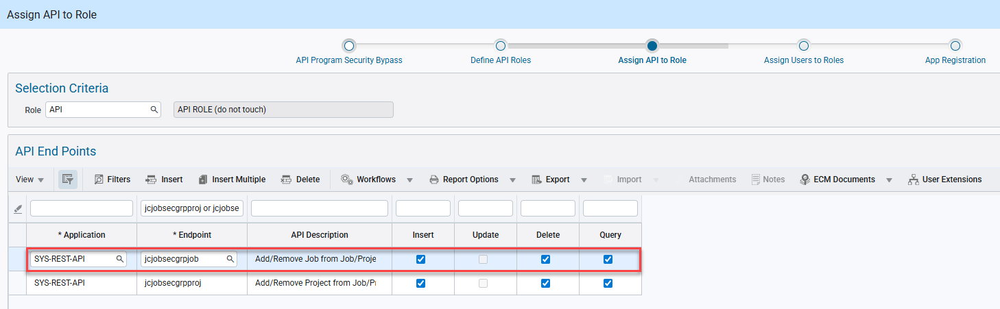 Assign API to Role
API Program Security Bypass
Define API Roles
Assign API to Role
Assign Users to Roles
App Registration
Selection Criteria
Role API API ROLE (do not touch)
API End Points
View Filters Insert Insert Multiple Delete Workflows Report Options Export Import Attachments Notes ECM Documents User Extensions
jcjobsecgrpproj or jcjobse
* Application * Endpoint API Description Insert Update Delete Query
SYS-REST-API jcjobsecgrpjob Add/Remove Job from Job/Proje
SYS-REST-API jcjobsecgrpproj Add/Remove Project from Job/Pr